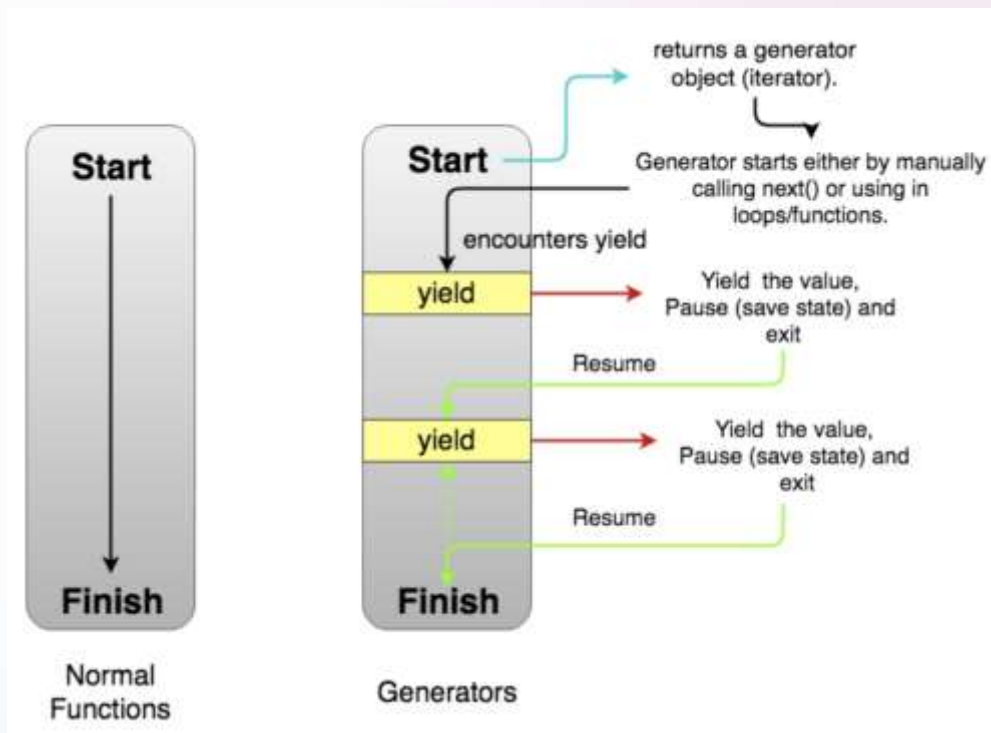 Start
Finish
Normal
Functions
returns a generator
object (iterator).
Start
Generator starts either by manually
calling next() or using in
loops/functions.
encounters yield
yield
Yield the value,
Pause (save state) and
exit
Resume
yield
Yield the value,
Pause (save state) and
exit
Resume
Finish
Generators